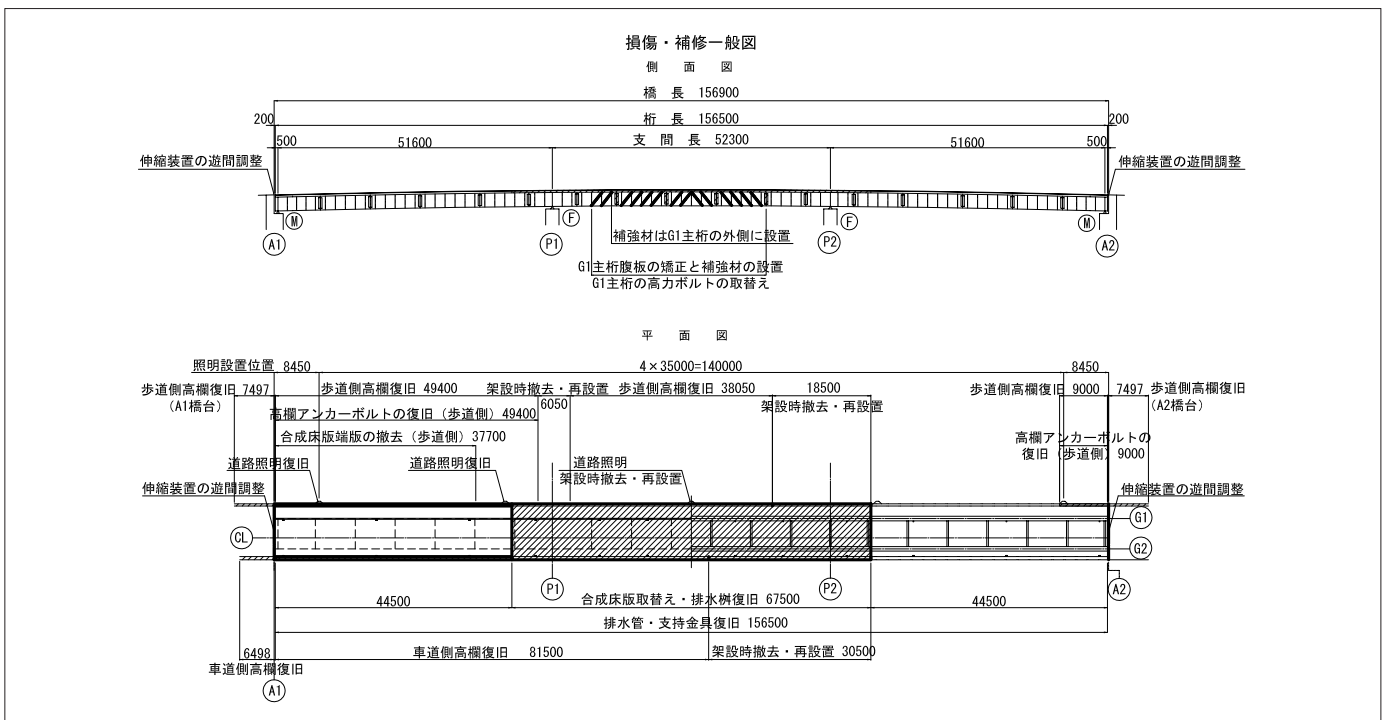 損傷・補修一般図
側 面 図
橋 長 156900
200 桁 長 156500 200
500 51600 支 間 長 52300 51600 500
伸縮装置の遊間調整 伸縮装置の遊間調整
M F F M
A1 P1 P2 A2
補強材はG1主桁の外側に設置
G1主桁腹板の矯正と補強材の設置
G1主桁の高力ボルトの取替え
平 面 図
照明設置位置 8450 4×35000=140000 8450
歩道側高欄復旧 7497 歩道側高欄復旧 49400 架設時撤去・再設置 歩道側高欄復旧 38050 18500 歩道側高欄復旧 9000 7497 歩道側高欄復旧
(A1橋台) 6050 架設時撤去・再設置 (A2橋台)
高欄アンカーボルトの復旧(歩道側)49400
合成床版端版の撤去(歩道側)37700 高欄アンカーボルトの
復旧(歩道側)9000
道路照明復旧 道路照明復旧 道路照明
架設時撤去・再設置
伸縮装置の遊間調整 伸縮装置の遊間調整
G1
CL
G2
P1 P2 A2
44500 合成床版取替え・排水桝復旧 67500 44500
排水管・支持金具復旧 156500
6498 車道側高欄復旧 81500 架設時撤去・再設置 30500
車道側高欄復旧
A1